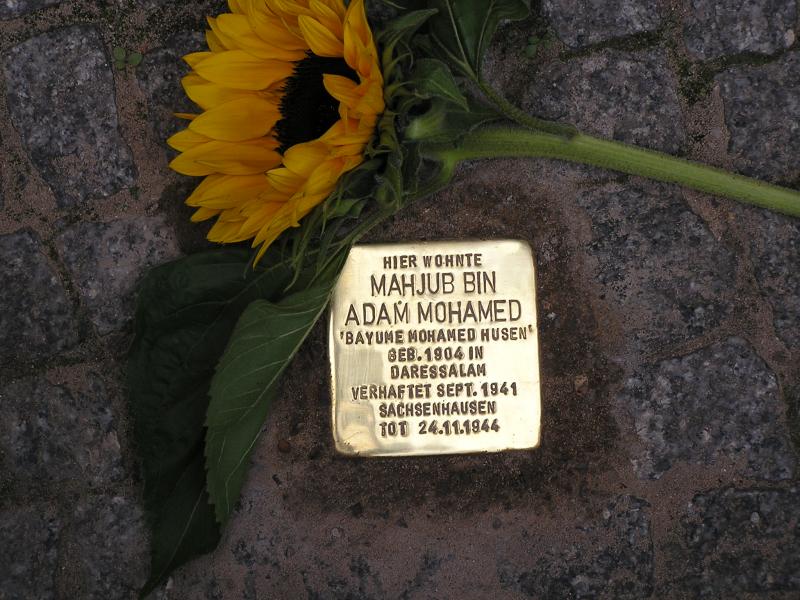 HIER WOHNTE
MAHJUB BIN
ADAM MOHAMED
'BAYUME MOHAMED HUSEN'
GEB. 1904 IN
DARESSALAM
VERHAFTET SEPT. 1941
SACHSENHAUSEN
TOT 24.11.1944